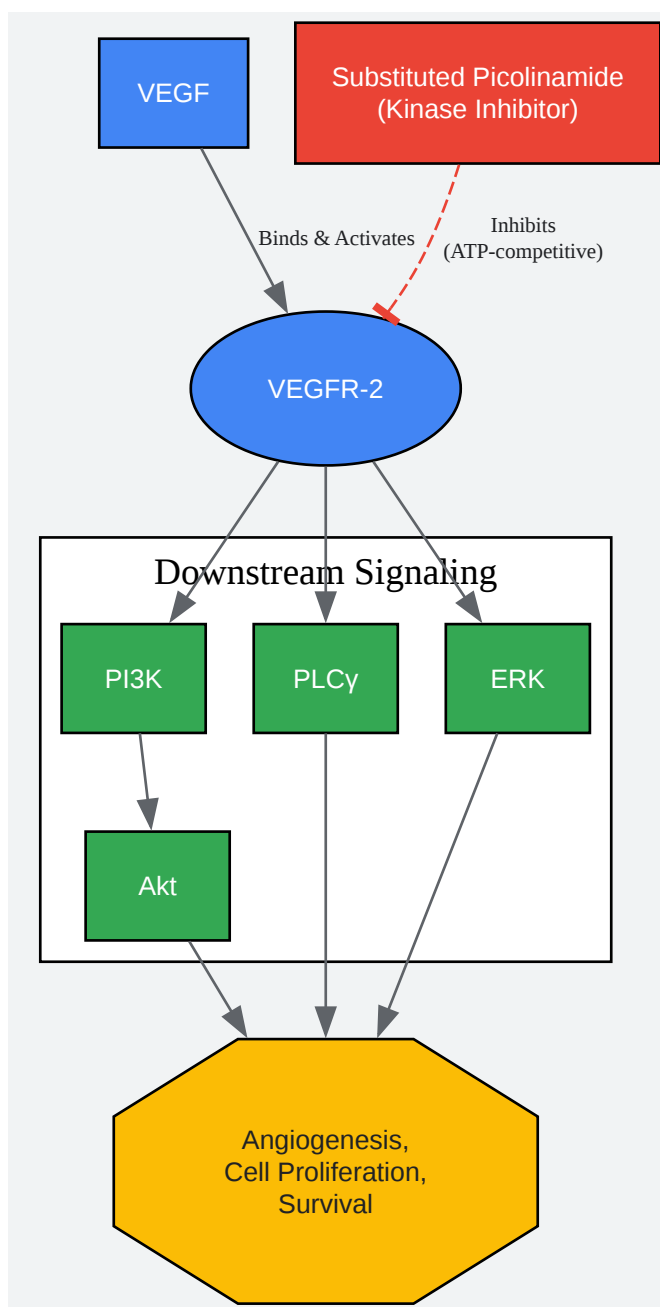 VEGF
Substituted Picolinamide
(Kinase Inhibitor)
Binds & Activates
Inhibits
(ATP-competitive)
VEGFR-2
Downstream Signaling
PI3K
PLCγ
ERK
Akt
Angiogenesis,
Cell Proliferation,
Survival